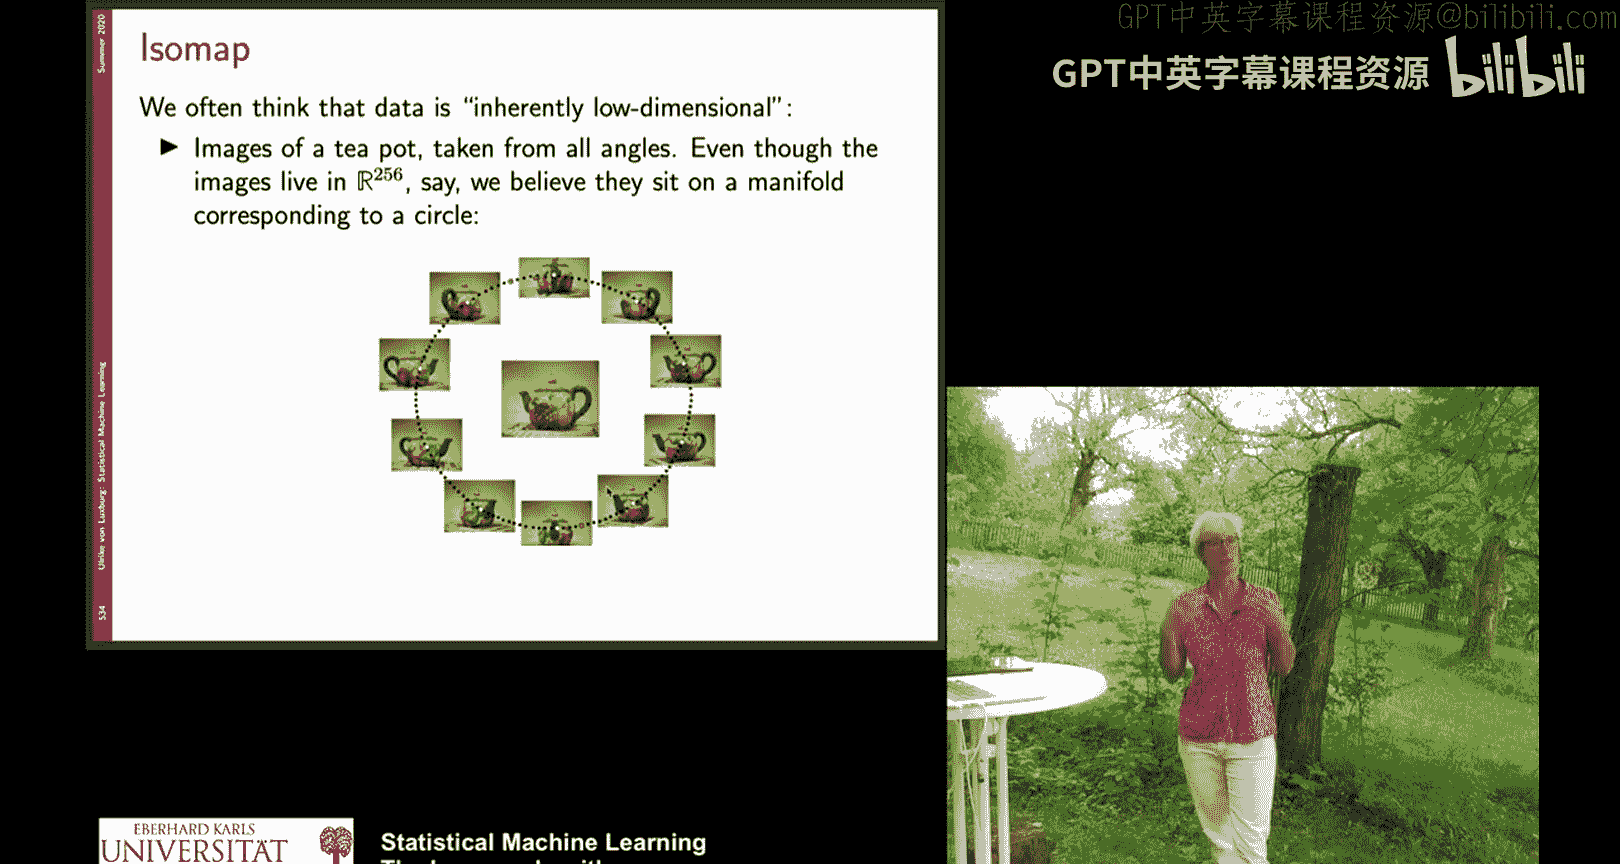 Isomap
We often think that data is “inherently low-dimensional”:
Images of a tea pot, taken from all angles. Even though the
images live in ℝ²⁵⁶, say, we believe they sit on a manifold
corresponding to a circle:
Summer 2020
Ulrike von Luxburg: Statistical Machine Learning
534
GPT中英字幕课程资源@bilibili.com
GPT中英字幕课程资源 bilibili
EBERHARD KARLS
UNIVERSITÄT
Statistical Machine Learning